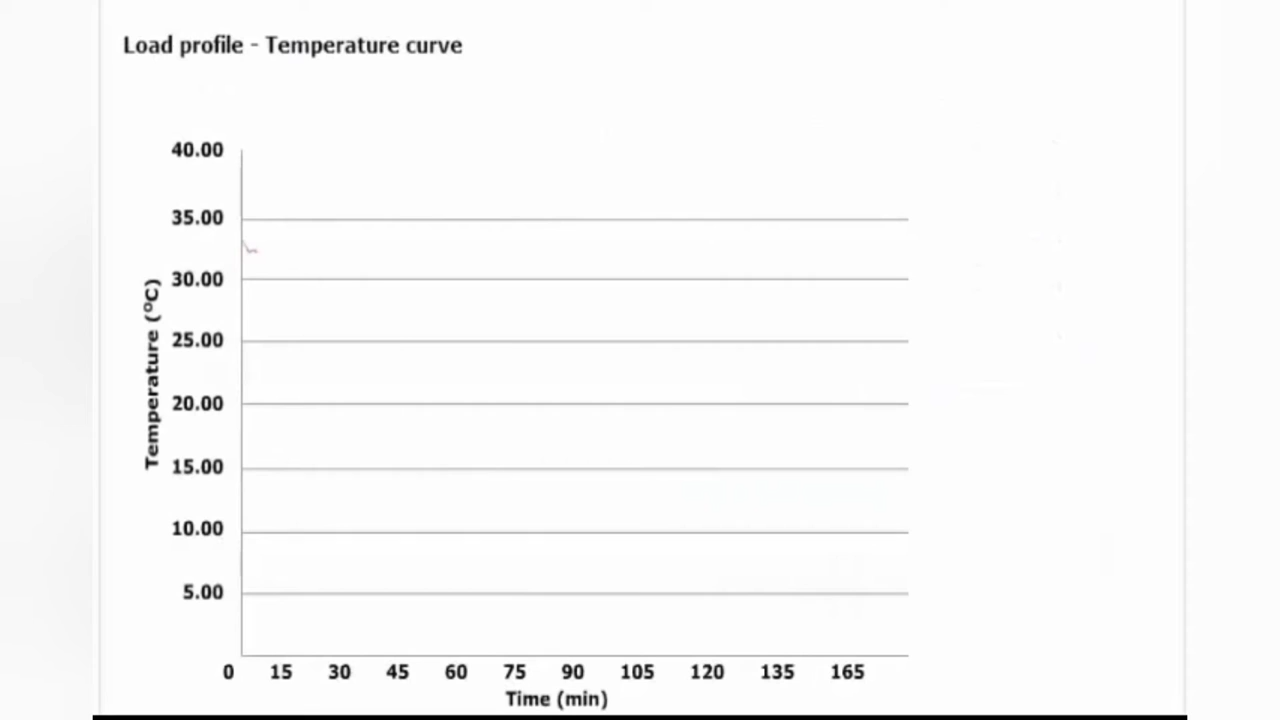 Load profile - Temperature curve
40.00
35.00
30.00
25.00
20.00
15.00
10.00
5.00
Temperature (°C)
0 15 30 45 60 75 90 105 120 135 165
Time (min)